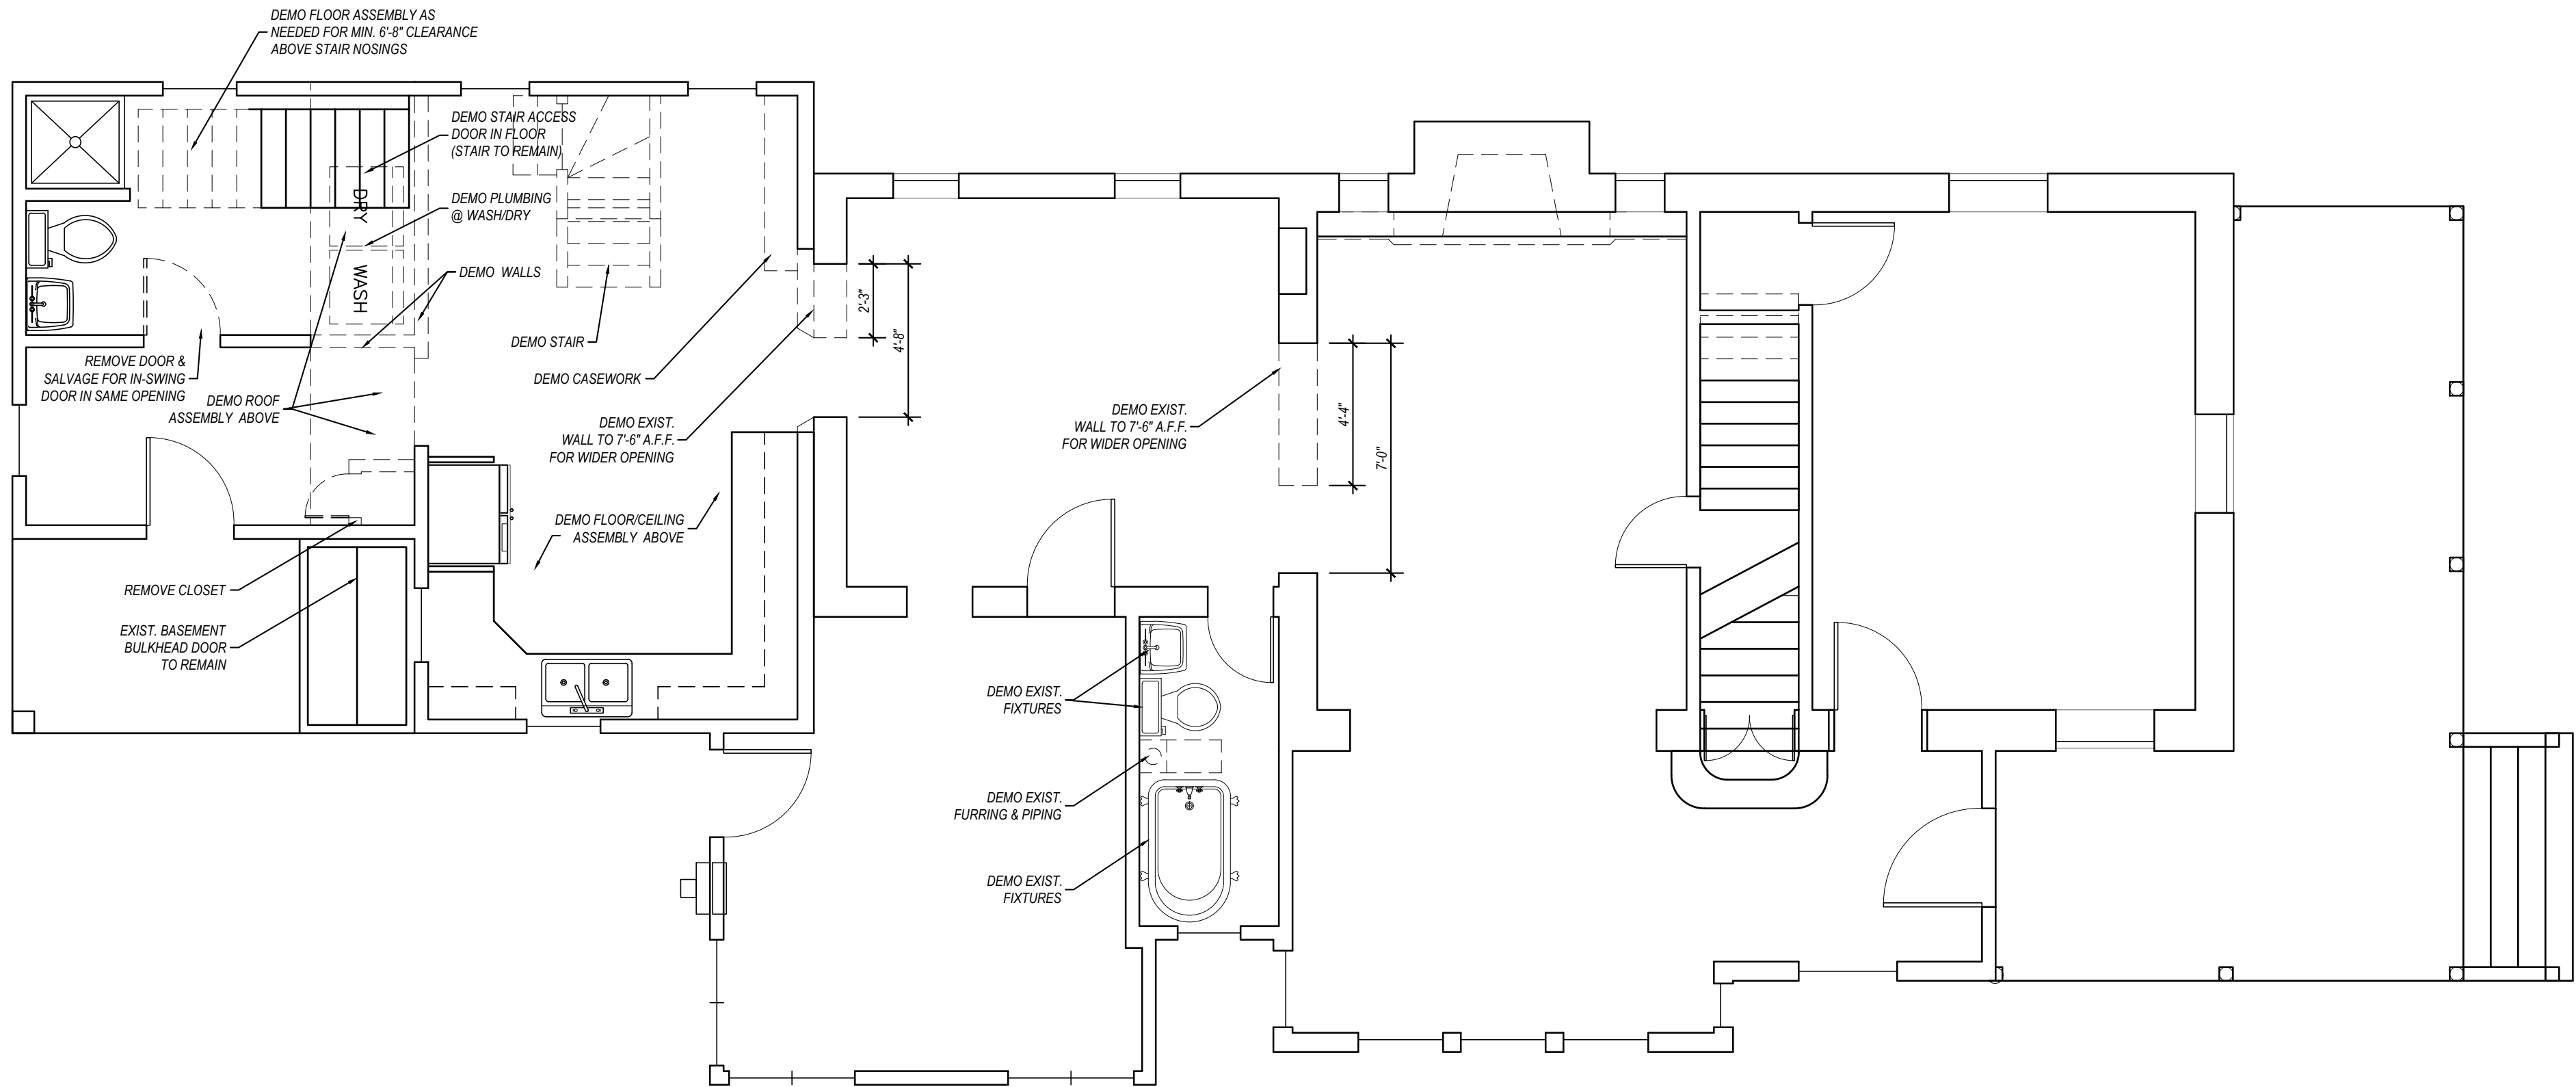 DEMO FLOOR ASSEMBLY AS
NEEDED FOR MIN. 6'-8" CLEARANCE
ABOVE STAIR NOSINGS
DEMO STAIR ACCESS
DOOR IN FLOOR
(STAIR TO REMAIN)
DRY
DEMO PLUMBING
@ WASH/DRY
WASH
DEMO WALLS
DEMO STAIR
REMOVE DOOR &
SALVAGE FOR IN-SWING
DOOR IN SAME OPENING
DEMO ROOF
ASSEMBLY ABOVE
DEMO CASEWORK
2'-3"
4'-8"
DEMO EXIST.
WALL TO 7'-6" A.F.F.
FOR WIDER OPENING
DEMO EXIST.
WALL TO 7'-6" A.F.F.
FOR WIDER OPENING
4'-4"
7'-0"
DEMO FLOOR/CEILING
ASSEMBLY ABOVE
REMOVE CLOSET
EXIST. BASEMENT
BULKHEAD DOOR
TO REMAIN
DEMO EXIST.
FIXTURES
DEMO EXIST.
FURRING & PIPING
DEMO EXIST.
FIXTURES